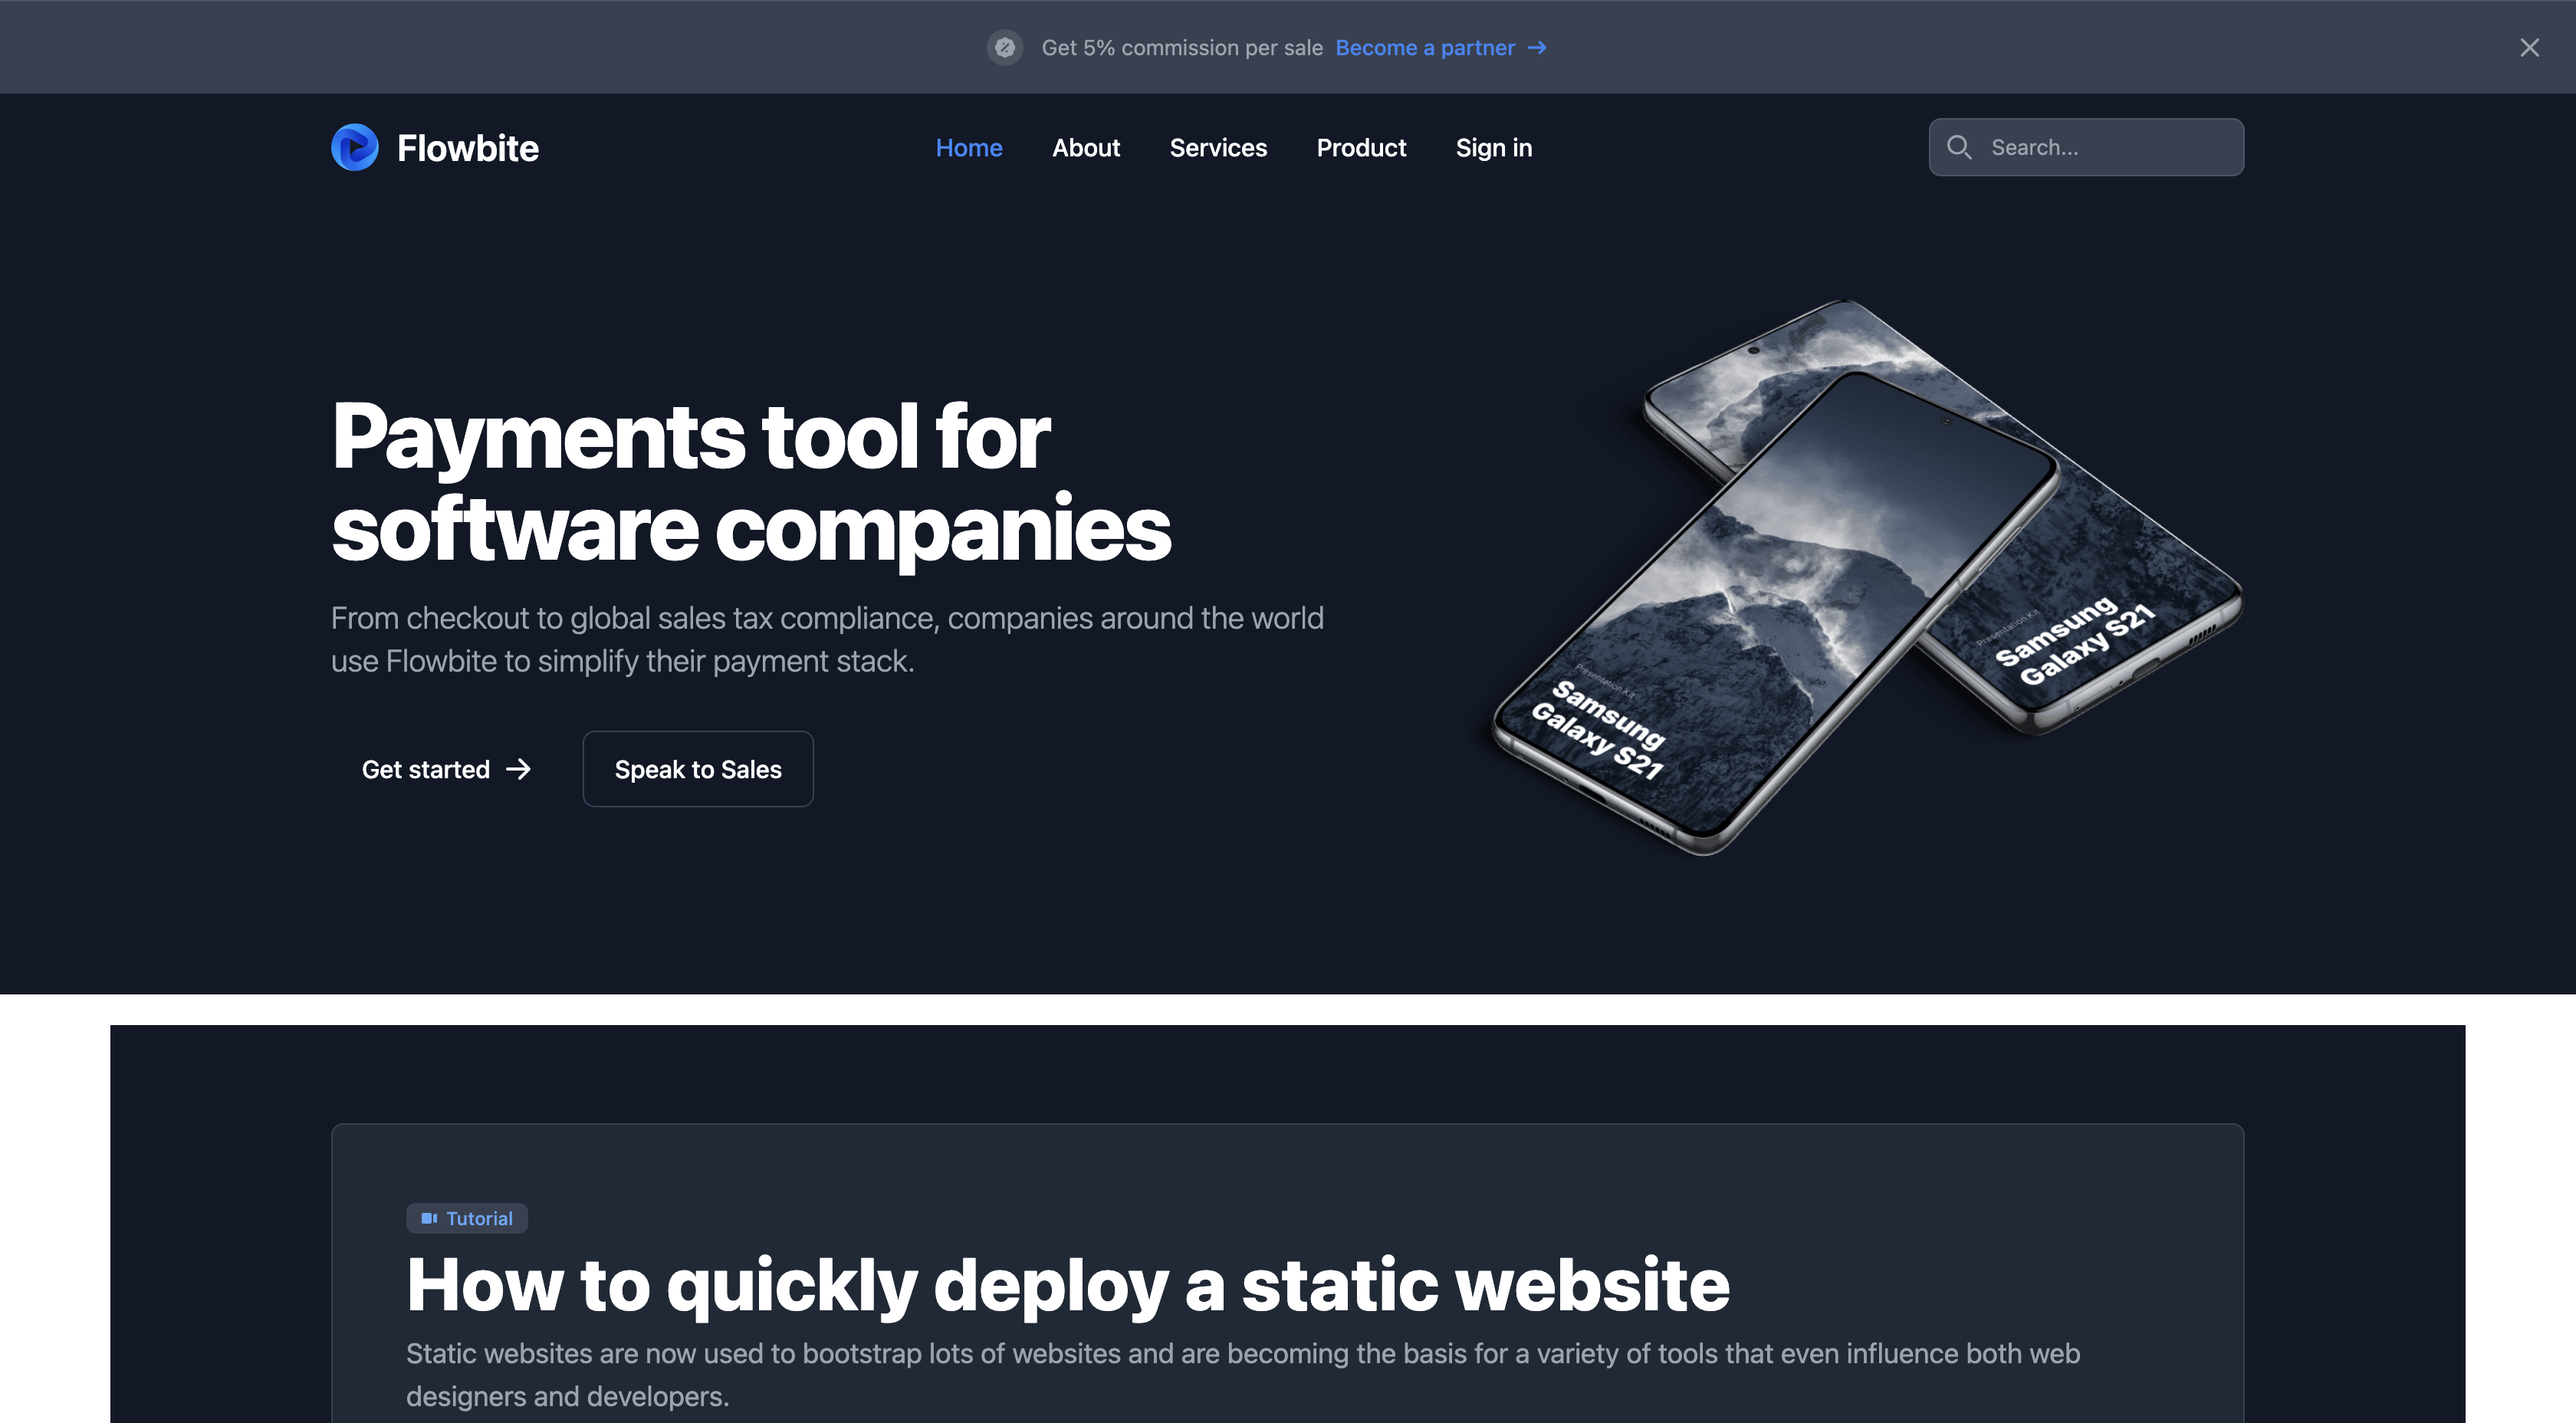 Get 5% commission per sale Become a partner →
Flowbite
Home About Services Product Sign in
Search...
Payments tool for
software companies
From checkout to global sales tax compliance, companies around the world
use Flowbite to simplify their payment stack.
Get started →
Speak to Sales
Presentation Kit
Samsung
Galaxy S21
Presentation Kit
Samsung
Galaxy S21
Tutorial
How to quickly deploy a static website
Static websites are now used to bootstrap lots of websites and are becoming the basis for a variety of tools that even influence both web
designers and developers.